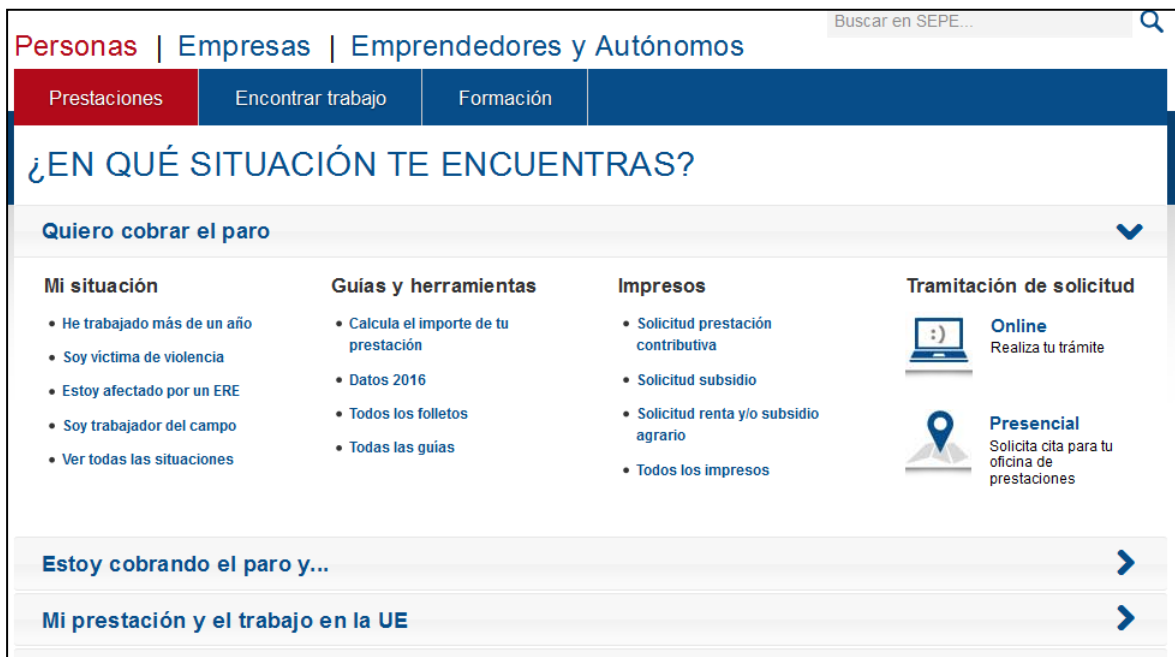 Buscar en SEPE...
Personas | Empresas | Emprendedores y Autónomos
Prestaciones
Encontrar trabajo
Formación
¿EN QUÉ SITUACIÓN TE ENCUENTRAS?
Quiero cobrar el paro
Mi situación
He trabajado más de un año
Soy víctima de violencia
Estoy afectado por un ERE
Soy trabajador del campo
Ver todas las situaciones
Guías y herramientas
Calcula el importe de tu
prestación
Datos 2016
Todos los folletos
Todas las guías
Impresos
Solicitud prestación
contributiva
Solicitud subsidio
Solicitud renta y/o subsidio
agrario
Todos los impresos
Tramitación de solicitud
:)
Online
Realiza tu trámite
Presencial
Solicita cita para tu
oficina de
prestaciones
Estoy cobrando el paro y...
Mi prestación y el trabajo en la UE